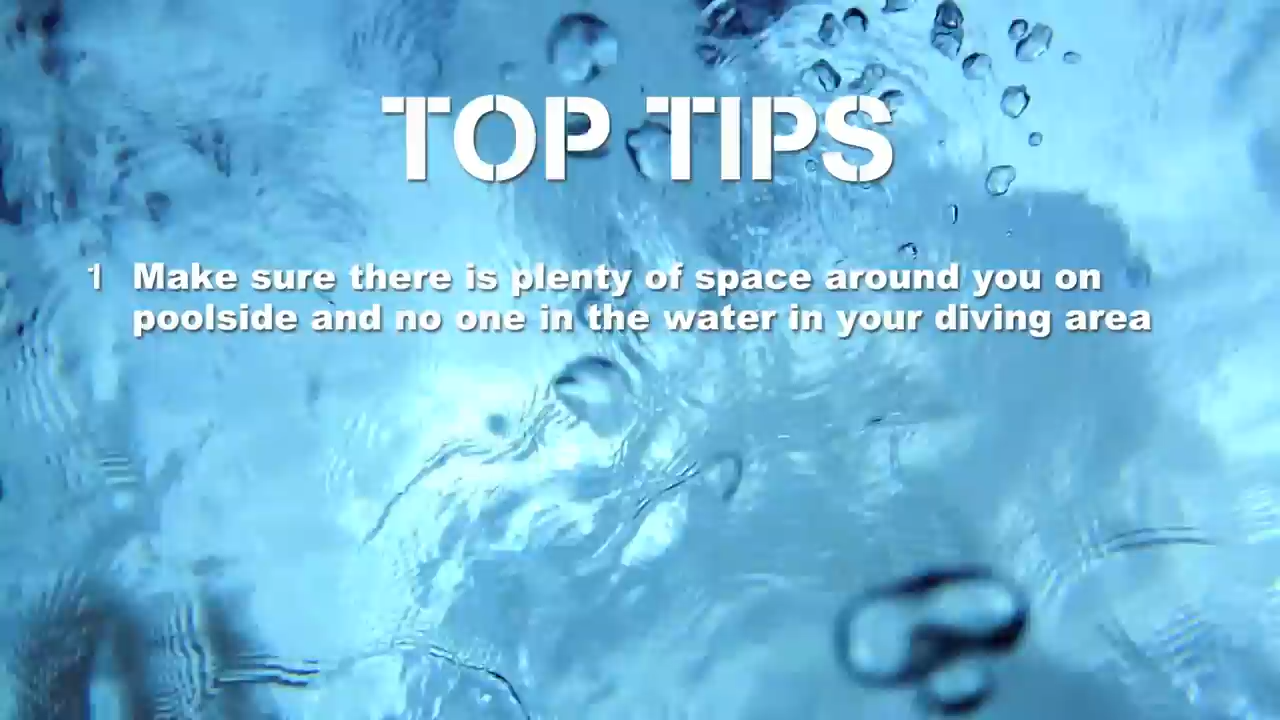 TOP TIPS
1 Make sure there is plenty of space around you on
poolside and no one in the water in your diving area